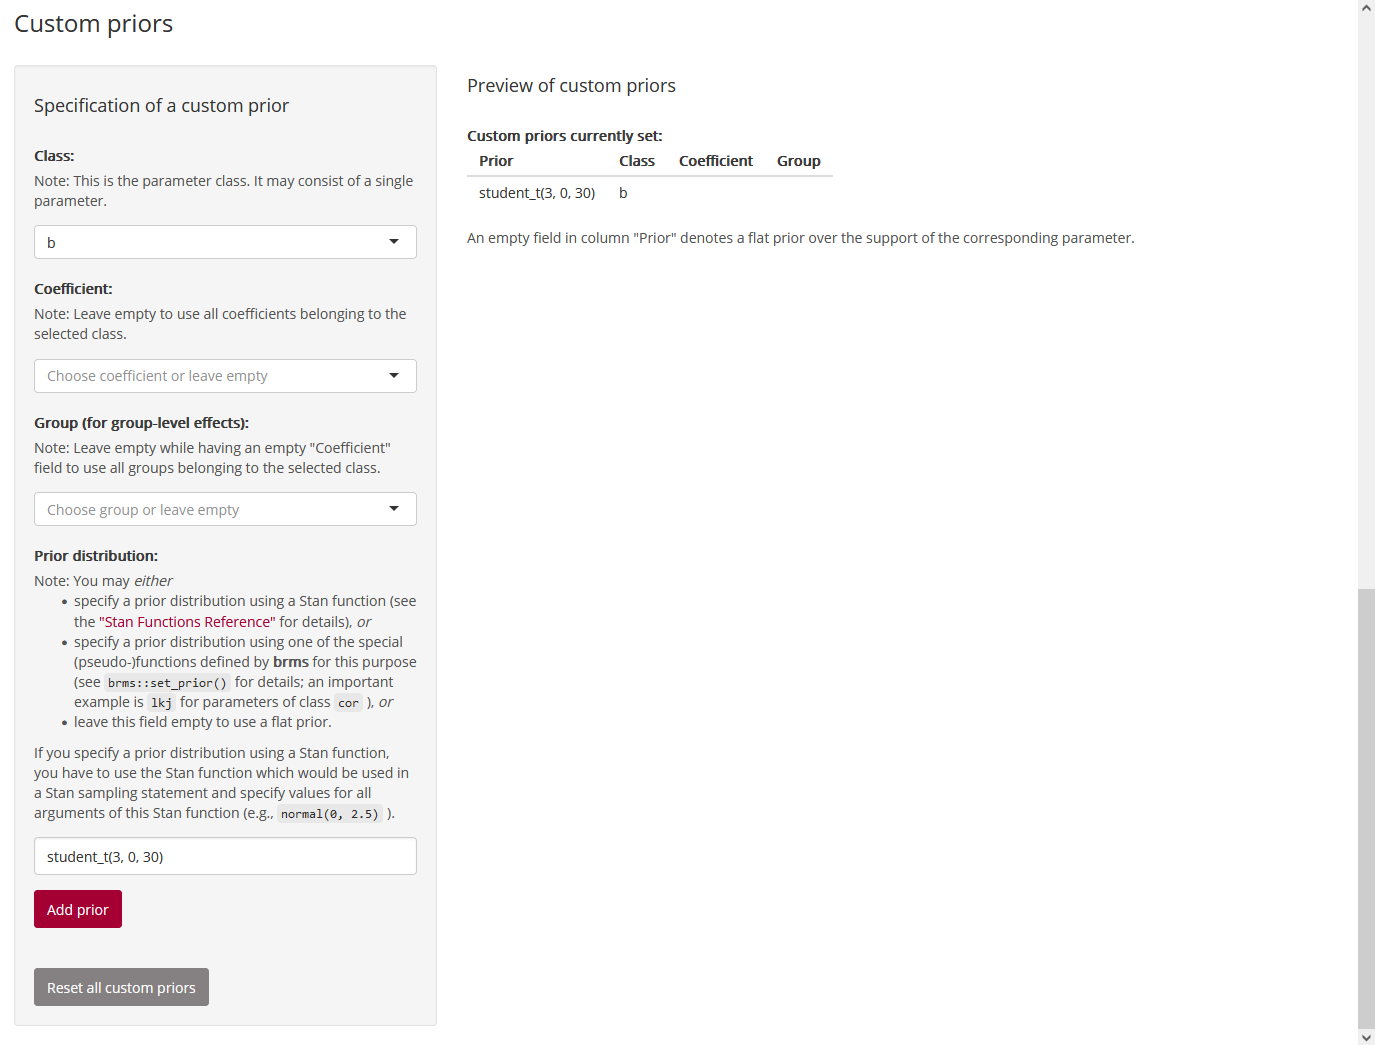 Custom priors
Specification of a custom prior
Class:
Note: This is the parameter class. It may consist of a single
parameter.
b
Coefficient:
Note: Leave empty to use all coefficients belonging to the
selected class.
Choose coefficient or leave empty
Group (for group-level effects):
Note: Leave empty while having an empty "Coefficient"
field to use all groups belonging to the selected class.
Choose group or leave empty
Prior distribution:
Note: You may either
• specify a prior distribution using a Stan function (see
the "Stan Functions Reference" for details), or
• specify a prior distribution using one of the special
(pseudo-)functions defined by brms for this purpose
(see brms::set_prior() for details; an important
example is lkj for parameters of class cor ), or
• leave this field empty to use a flat prior.
If you specify a prior distribution using a Stan function,
you have to use the Stan function which would be used in
a Stan sampling statement and specify values for all
arguments of this Stan function (e.g., normal(0, 2.5) ).
student_t(3, 0, 30)
Add prior
Reset all custom priors
Preview of custom priors
Custom priors currently set:
Prior Class Coefficient Group
student_t(3, 0, 30) b
An empty field in column "Prior" denotes a flat prior over the support of the corresponding parameter.